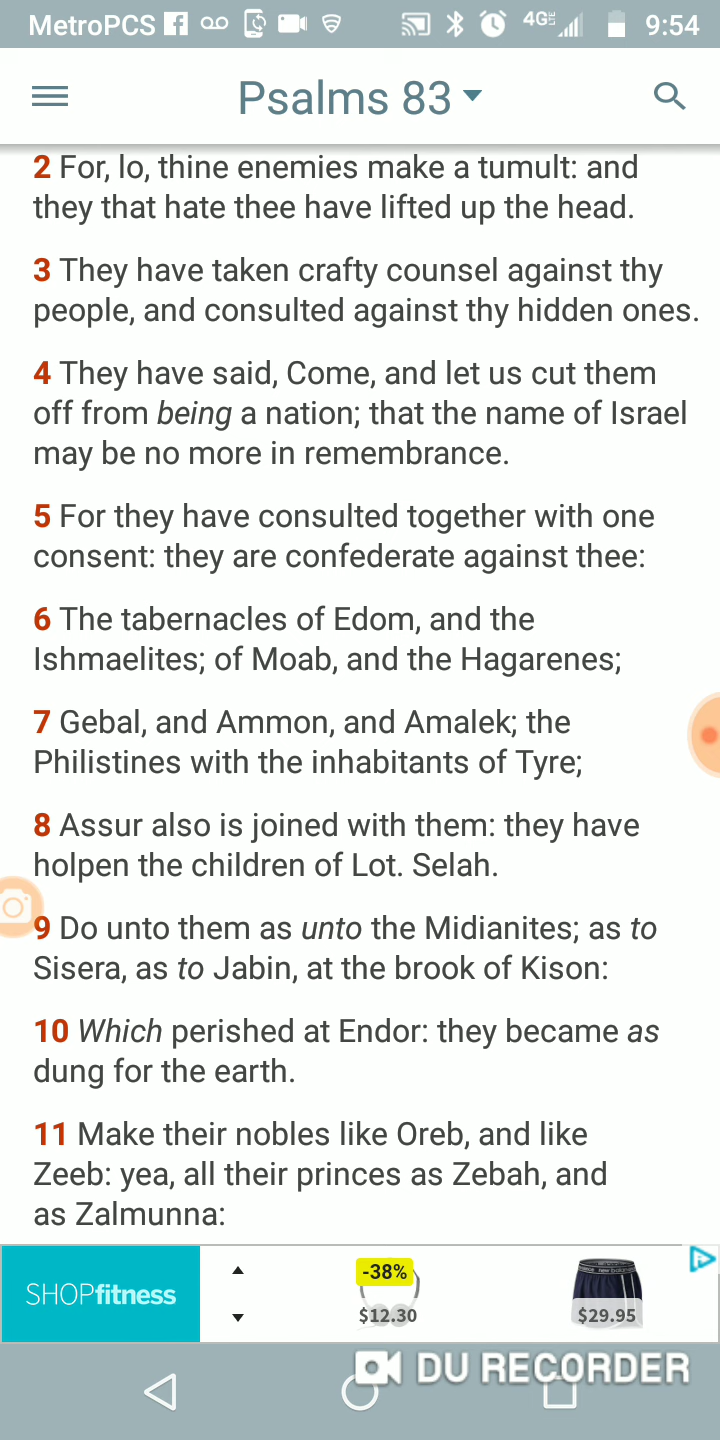 MetroPCS 4G LTE 9:54
Psalms 83
2 For, lo, thine enemies make a tumult: and
they that hate thee have lifted up the head.
3 They have taken crafty counsel against thy
people, and consulted against thy hidden ones.
4 They have said, Come, and let us cut them
off from being a nation; that the name of Israel
may be no more in remembrance.
5 For they have consulted together with one
consent: they are confederate against thee:
6 The tabernacles of Edom, and the
Ishmaelites; of Moab, and the Hagarenes;
7 Gebal, and Ammon, and Amalek; the
Philistines with the inhabitants of Tyre;
8 Assur also is joined with them: they have
holpen the children of Lot. Selah.
9 Do unto them as unto the Midianites; as to
Sisera, as to Jabin, at the brook of Kison:
10 Which perished at Endor: they became as
dung for the earth.
11 Make their nobles like Oreb, and like
Zeeb: yea, all their princes as Zebah, and
as Zalmunna:
SHOPfitness
-38%
$12.30
$29.95
DU RECORDER